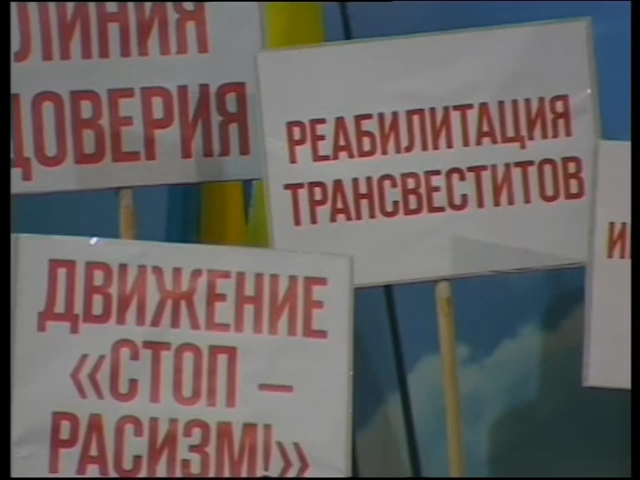 ЛИНИЯ
ДОВЕРИЯ
РЕАБИЛИТАЦИЯ
ТРАНСВЕСТИТОВ
ДВИЖЕНИЕ
«СТОП –
РАСИЗМ!»